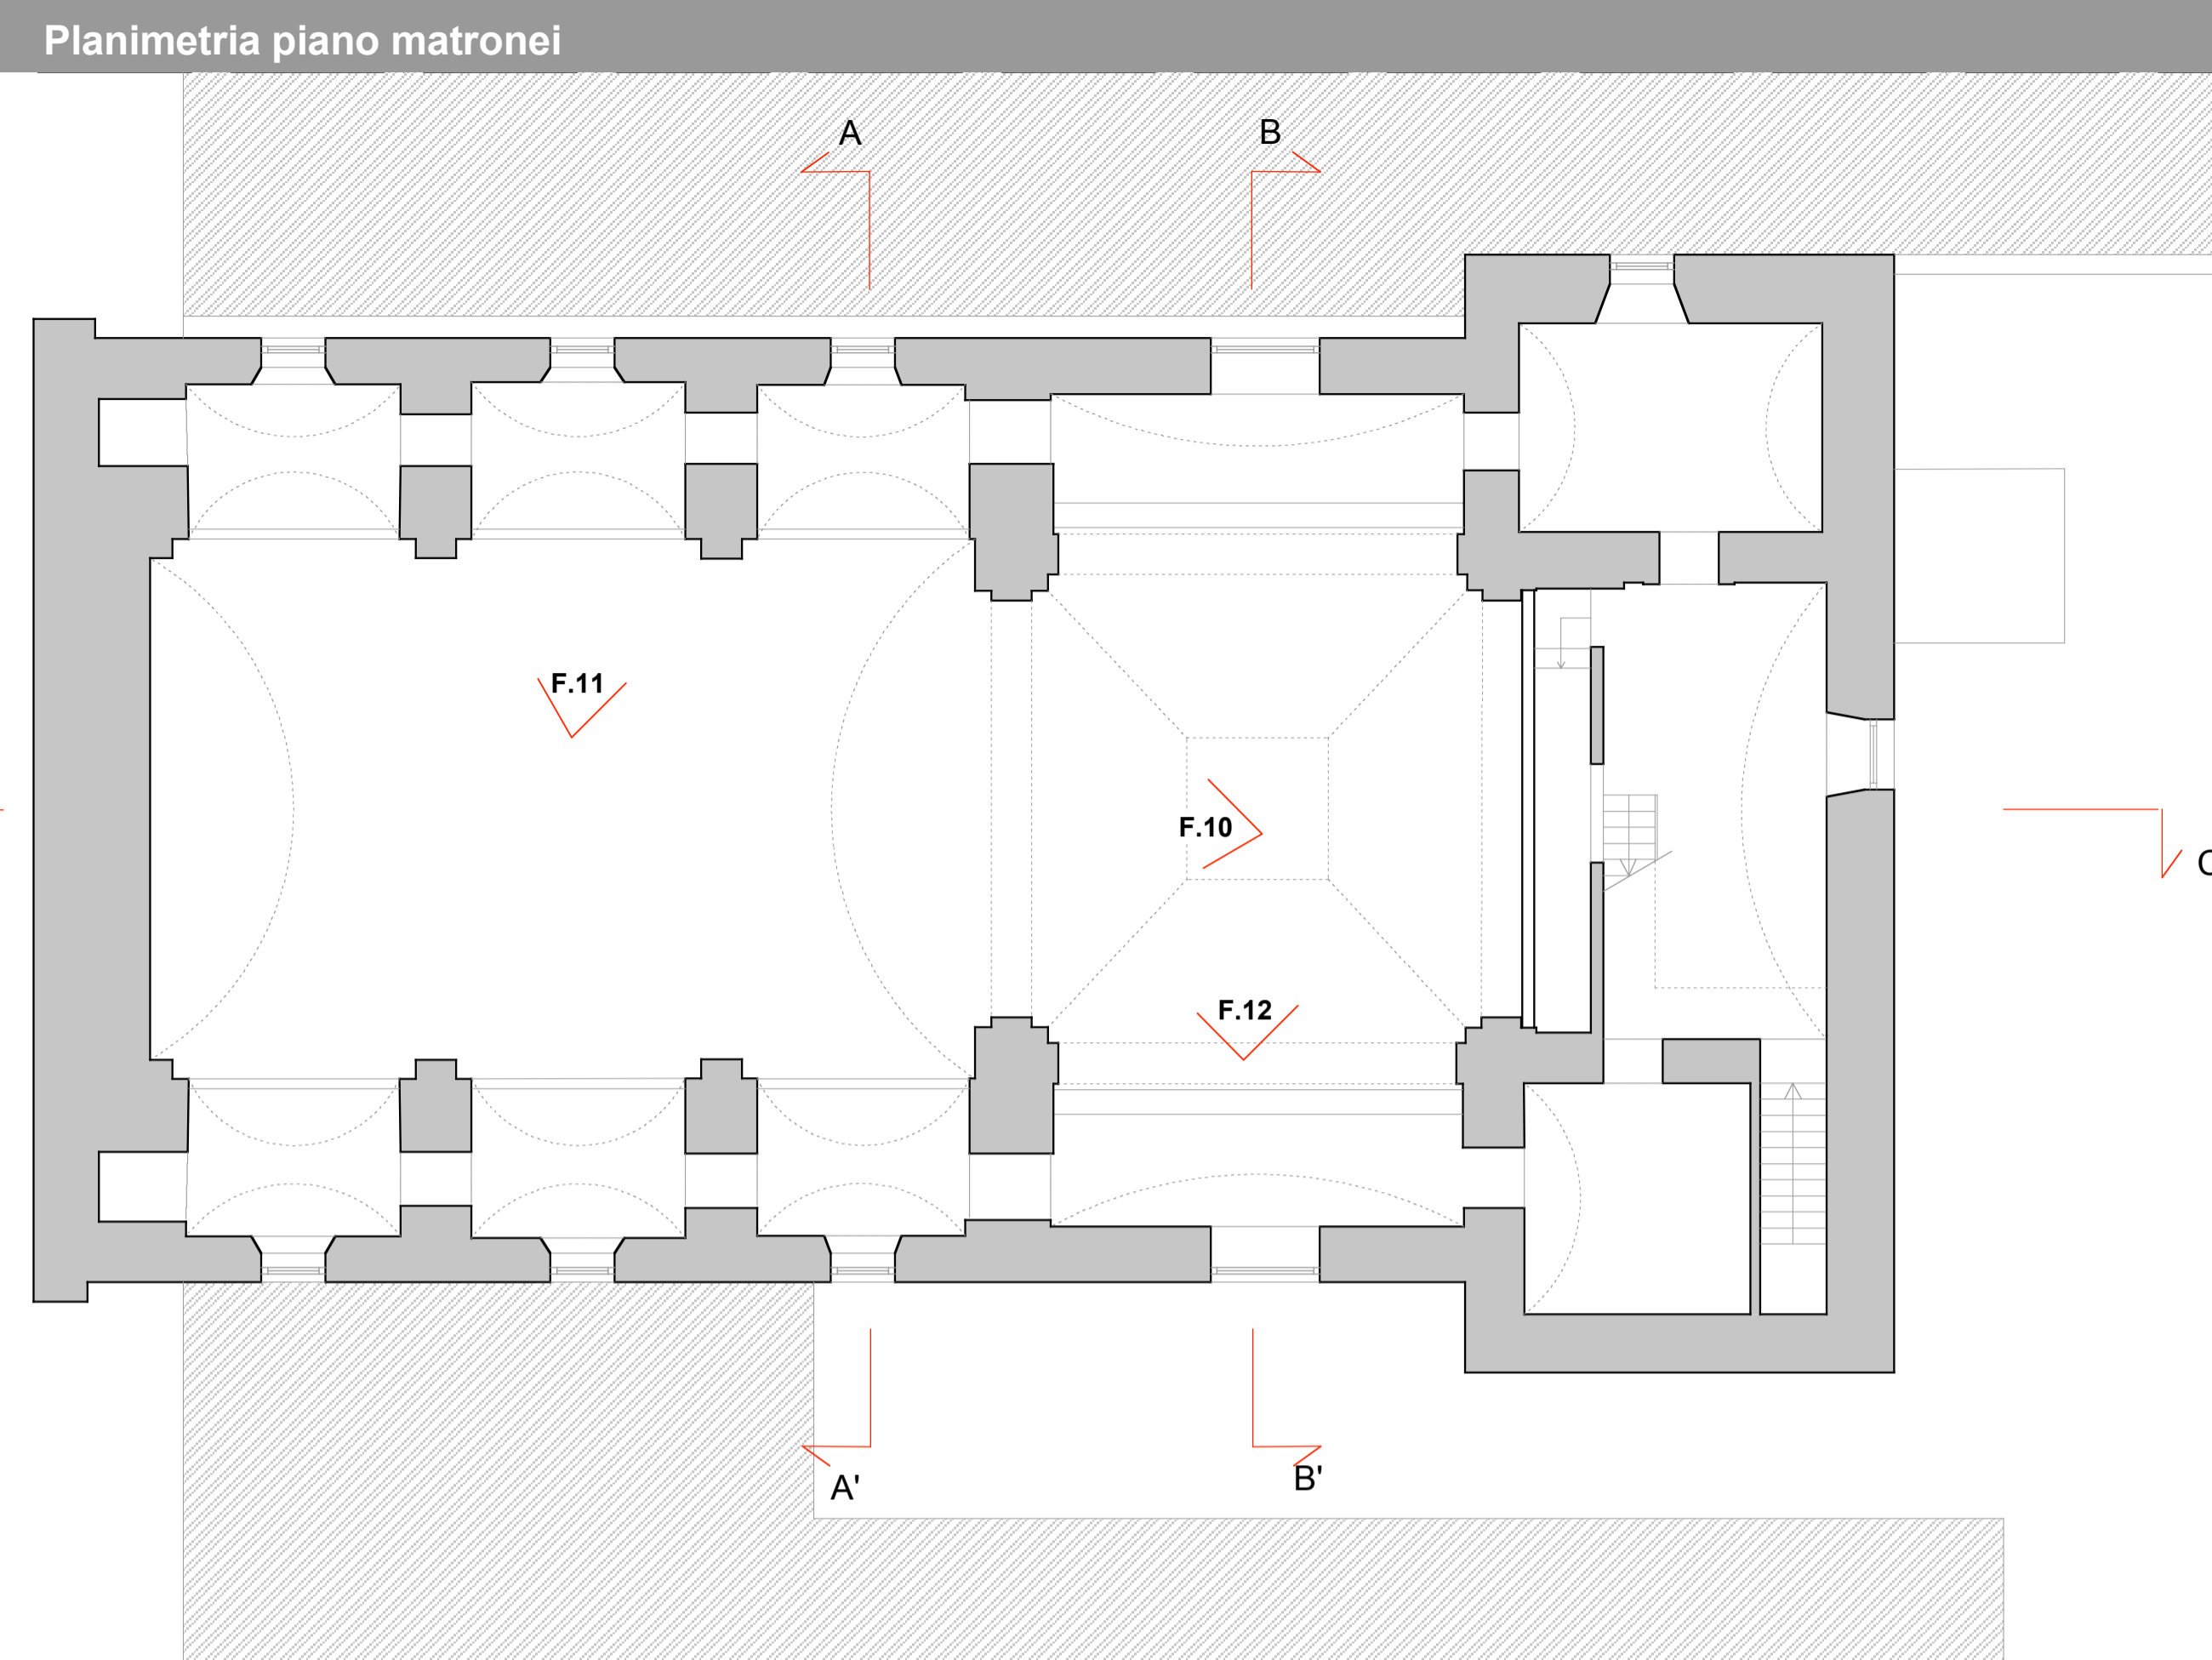 Planimetria piano matronei
A
B
F.11
F.10
C
F.12
A'
B'